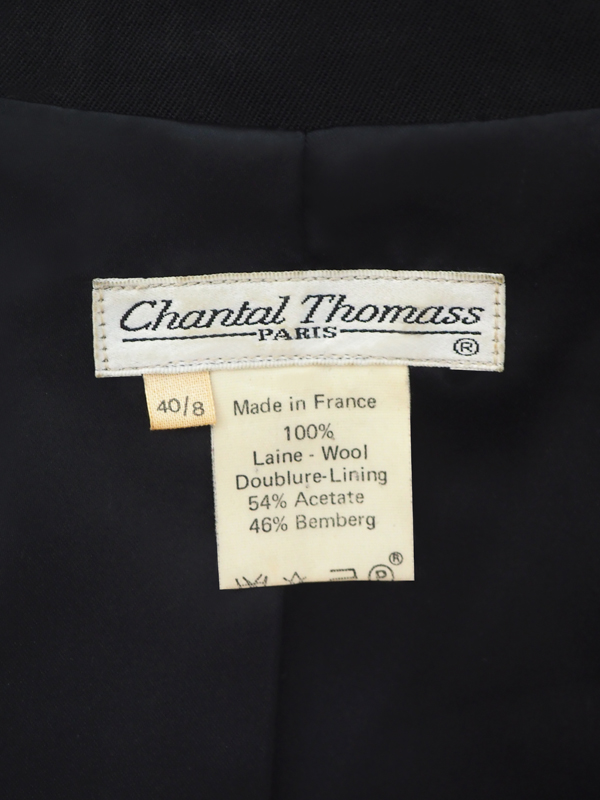 Chantal Thomass
PARIS
®
40/8
Made in France
100%
Laine - Wool
Doublure-Lining
54% Acetate
46% Bemberg
®
P